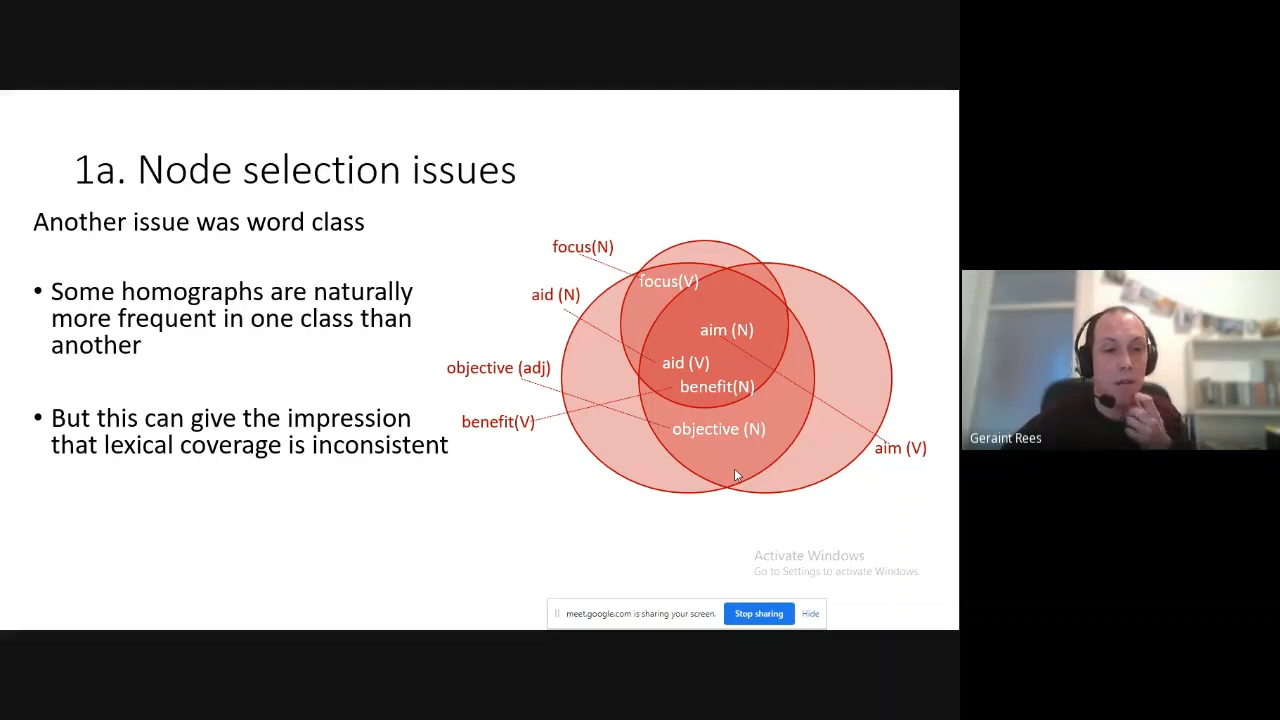 1a. Node selection issues
Another issue was word class
• Some homographs are naturally
more frequent in one class than
another
• But this can give the impression
that lexical coverage is inconsistent
focus(N)
focus(V)
aid (N)
aim (N)
aid (V)
objective (adj)
benefit(N)
benefit(V)
objective (N)
aim (V)
Activate Windows
Go to Settings to activate Windows.
meet.google.com is sharing your screen.
Stop sharing
Hide
Geraint Rees